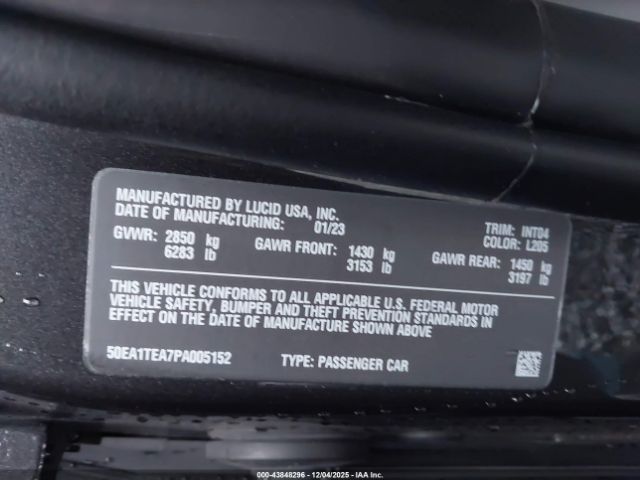 MANUFACTURED BY LUCID USA, INC.
DATE OF MANUFACTURING: 01/23 TRIM: INT04
COLOR: L205
GVWR: 2850 kg GAWR FRONT: 1430 kg GAWR REAR: 1450 kg
6283 lb 3153 lb 3197 lb
THIS VEHICLE CONFORMS TO ALL APPLICABLE U.S. FEDERAL MOTOR
VEHICLE SAFETY, BUMPER AND THEFT PREVENTION STANDARDS IN
EFFECT ON THE DATE OF MANUFACTURE SHOWN ABOVE
50EA1TEA7PA005152 TYPE: PASSENGER CAR
000-43848296 - 12/04/2025 - IAA Inc.